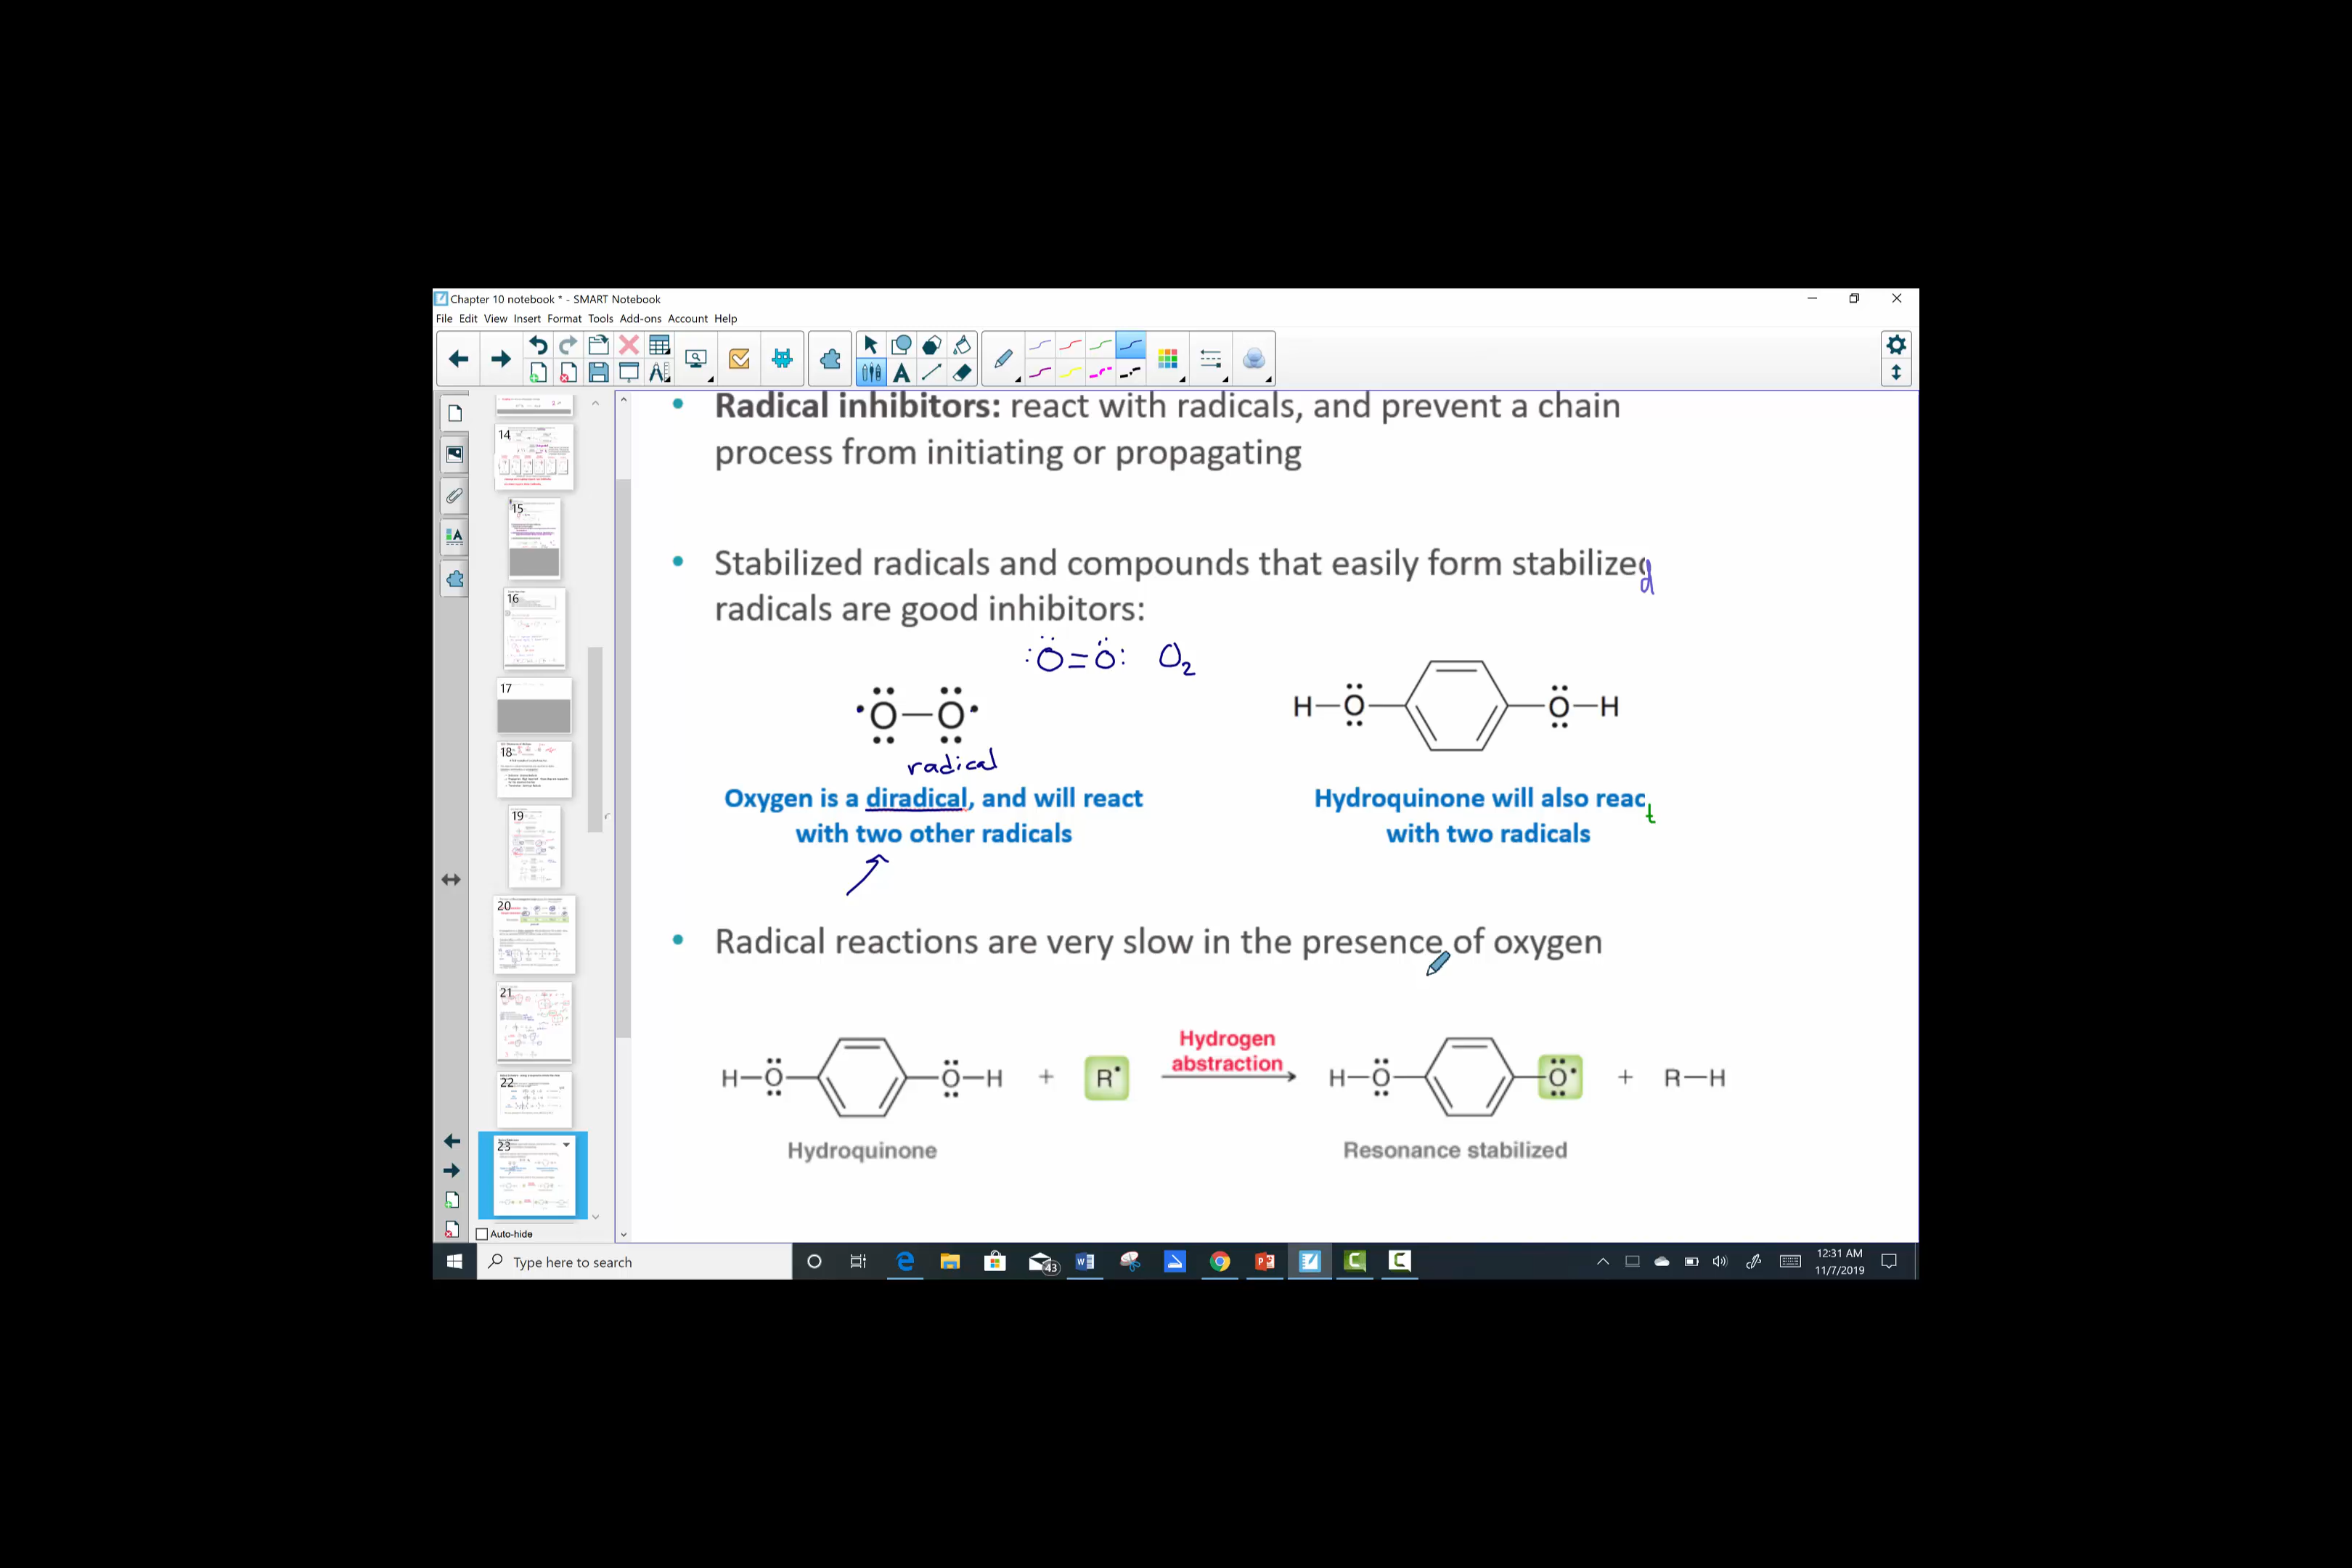 Chapter 10 notebook * - SMART Notebook
File Edit View Insert Format Tools Add-ons Account Help
14
15
16
17
18
19
20
21
22
23
Auto-hide
• Radical inhibitors: react with radicals, and prevent a chain
process from initiating or propagating
• Stabilized radicals and compounds that easily form stabilized
radicals are good inhibitors:
:Ö=Ö: O₂
•O—O•
H—O O—H
radical
Oxygen is a diradical, and will react
with two other radicals
Hydroquinone will also react
with two radicals
• Radical reactions are very slow in the presence of oxygen
Hydrogen
abstraction
H—O O—H + R• H—O O• + R—H
Hydroquinone
Resonance stabilized
Type here to search
43
12:31 AM
11/7/2019